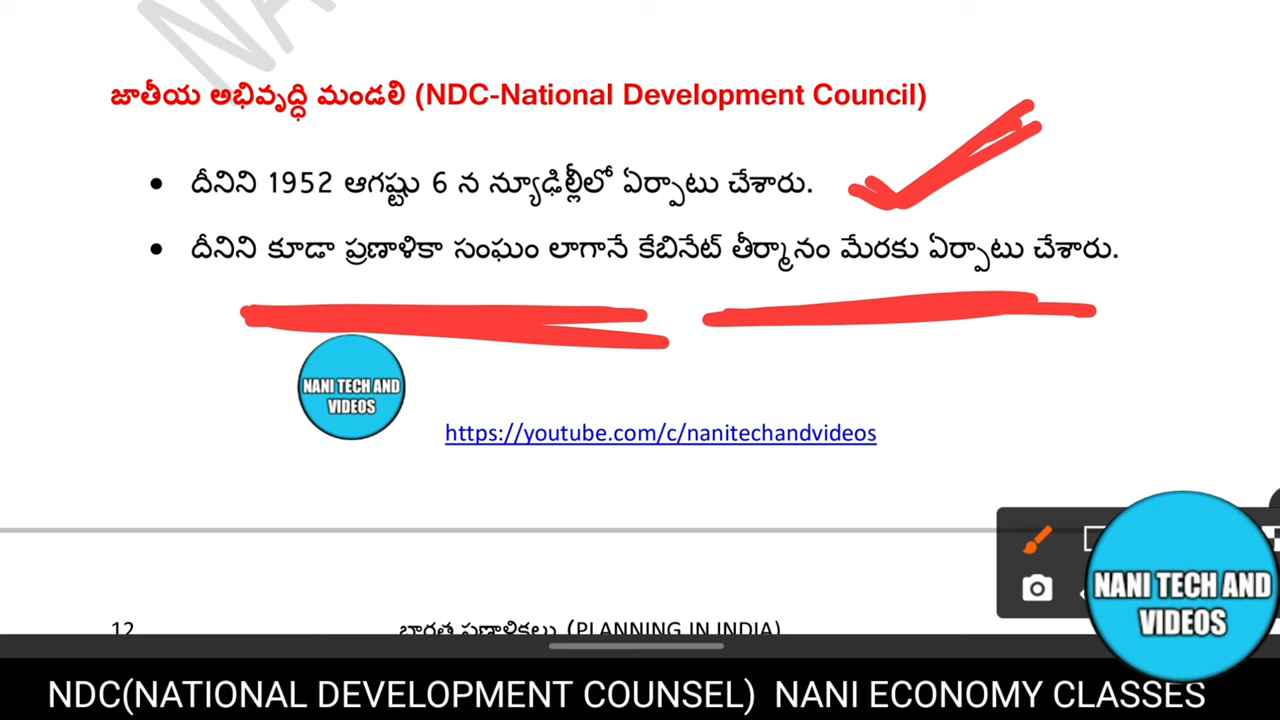 NA
జాతీయ అభివృద్ధి మండలి (NDC-National Development Council)
• దీనిని 1952 ఆగష్టు 6 న న్యూఢిల్లీలో ఏర్పాటు చేశారు.
• దీనిని కూడా ప్రణాళికా సంఘం లాగానే కేబినేట్ తీర్మానం మేరకు ఏర్పాటు చేశారు.
NANI TECH AND
VIDEOS
https://youtube.com/c/nanitechandvideos
12 భారత ప్రణాళికలు (PLANNING IN INDIA)
NANI TECH AND
VIDEOS
NDC(NATIONAL DEVELOPMENT COUNSEL) NANI ECONOMY CLASSES